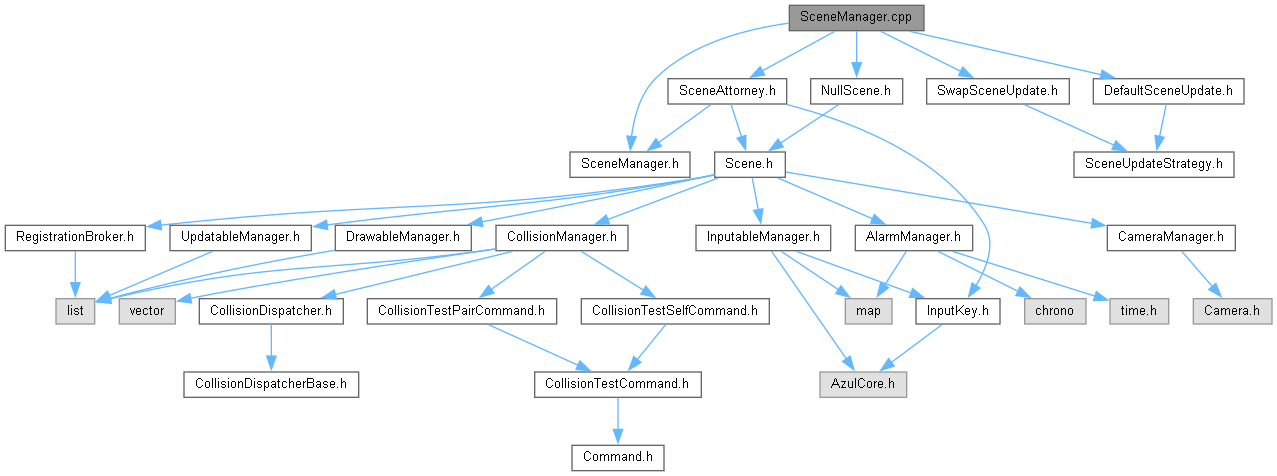 SceneManager.cpp
SceneAttorney.h
NullScene.h
SwapSceneUpdate.h
DefaultSceneUpdate.h
SceneManager.h
Scene.h
SceneUpdateStrategy.h
RegistrationBroker.h
UpdatableManager.h
DrawableManager.h
CollisionManager.h
InputableManager.h
AlarmManager.h
CameraManager.h
list
vector
CollisionDispatcher.h
CollisionTestPairCommand.h
CollisionTestSelfCommand.h
map
InputKey.h
chrono
time.h
Camera.h
CollisionDispatcherBase.h
CollisionTestCommand.h
AzulCore.h
Command.h